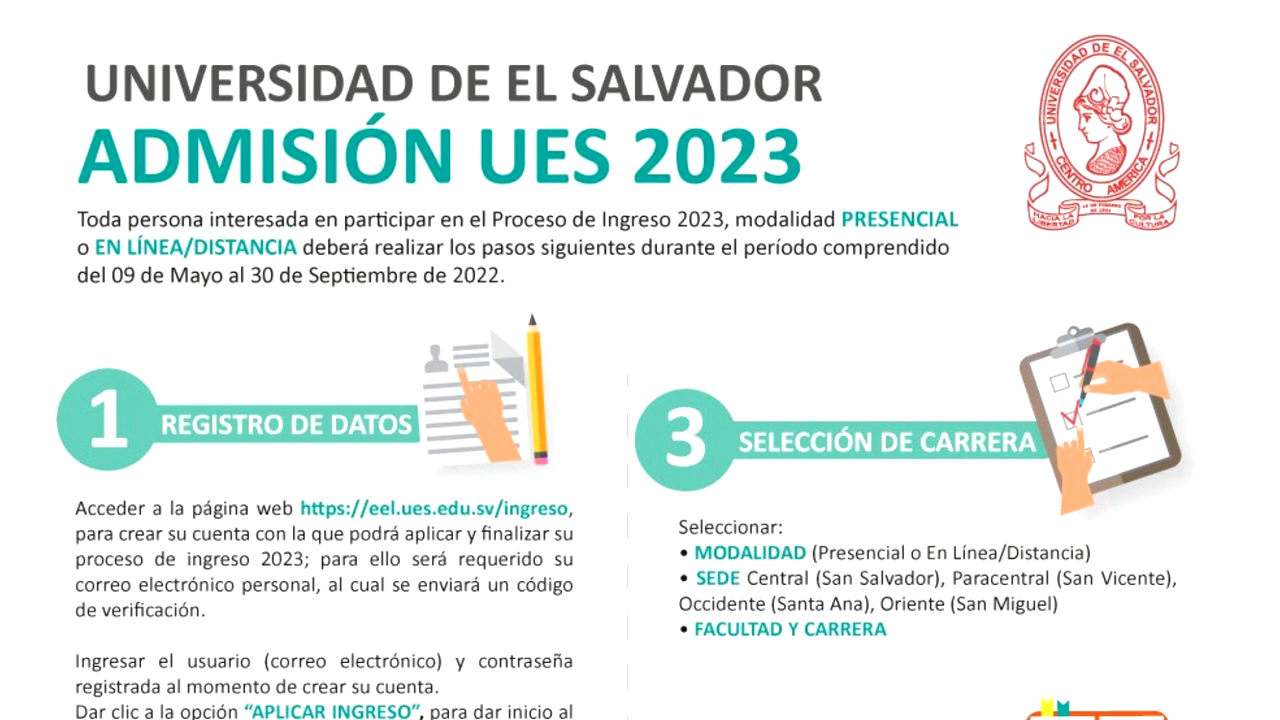 UNIVERSIDAD DE EL SALVADOR
ADMISIÓN UES 2023
Toda persona interesada en participar en el Proceso de Ingreso 2023, modalidad PRESENCIAL
o EN LÍNEA/DISTANCIA deberá realizar los pasos siguientes durante el período comprendido
del 09 de Mayo al 30 de Septiembre de 2022.
UNIVERSIDAD DE EL SALVADOR
CENTRO AMERICA
HACIA LA
LIBERTAD
POR LA
CULTURA
1 REGISTRO DE DATOS
Acceder a la página web https://eel.ues.edu.sv/ingreso,
para crear su cuenta con la que podrá aplicar y finalizar su
proceso de ingreso 2023; para ello será requerido su
correo electrónico personal, al cual se enviará un código
de verificación.
Ingresar el usuario (correo electrónico) y contraseña
registrada al momento de crear su cuenta.
Dar clic a la opción “APLICAR INGRESO”, para dar inicio al
3 SELECCIÓN DE CARRERA
Seleccionar:
• MODALIDAD (Presencial o En Línea/Distancia)
• SEDE Central (San Salvador), Paracentral (San Vicente),
Occidente (Santa Ana), Oriente (San Miguel)
• FACULTAD Y CARRERA